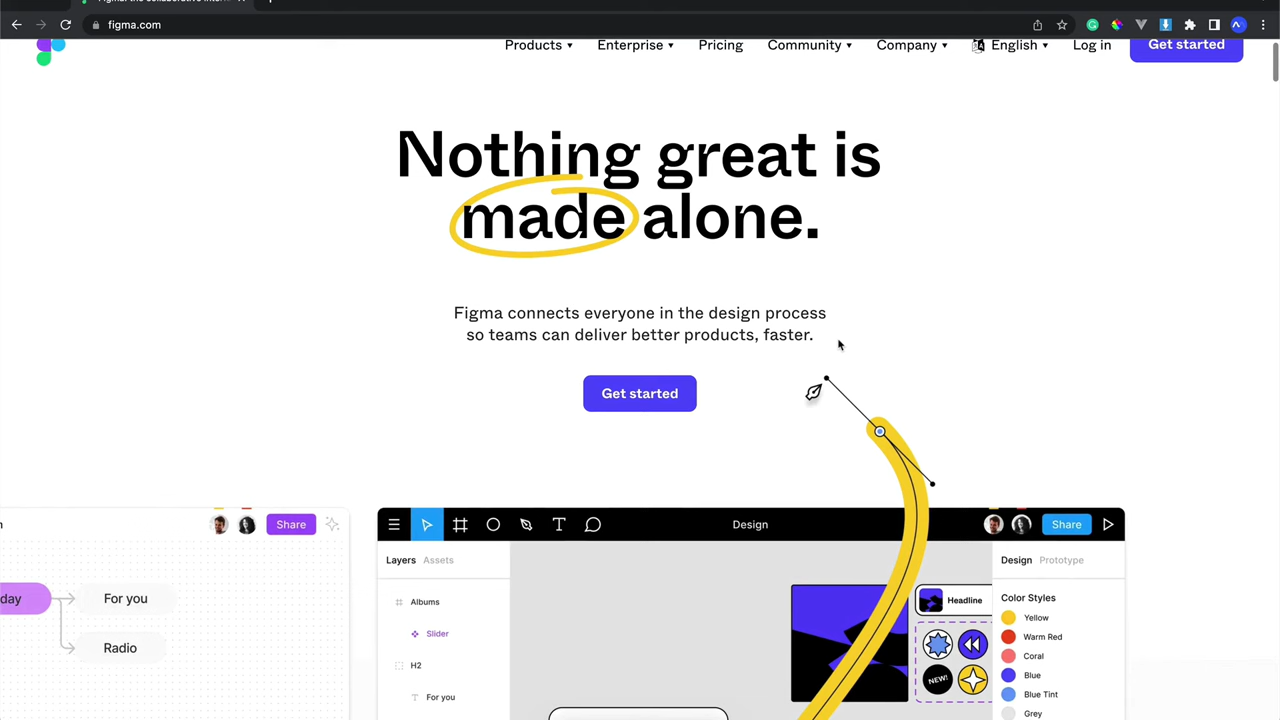 figma.com
Products Enterprise Pricing Community Company English Log in Get started
Nothing great is
made alone.
Figma connects everyone in the design process
so teams can deliver better products, faster.
Get started
Share
day
For you
Radio
Design
Share
Layers Assets
Albums
Slider
H2
For you
Headline
NEW!
Design Prototype
Color Styles
Yellow
Warm Red
Coral
Blue
Blue Tint
Grey